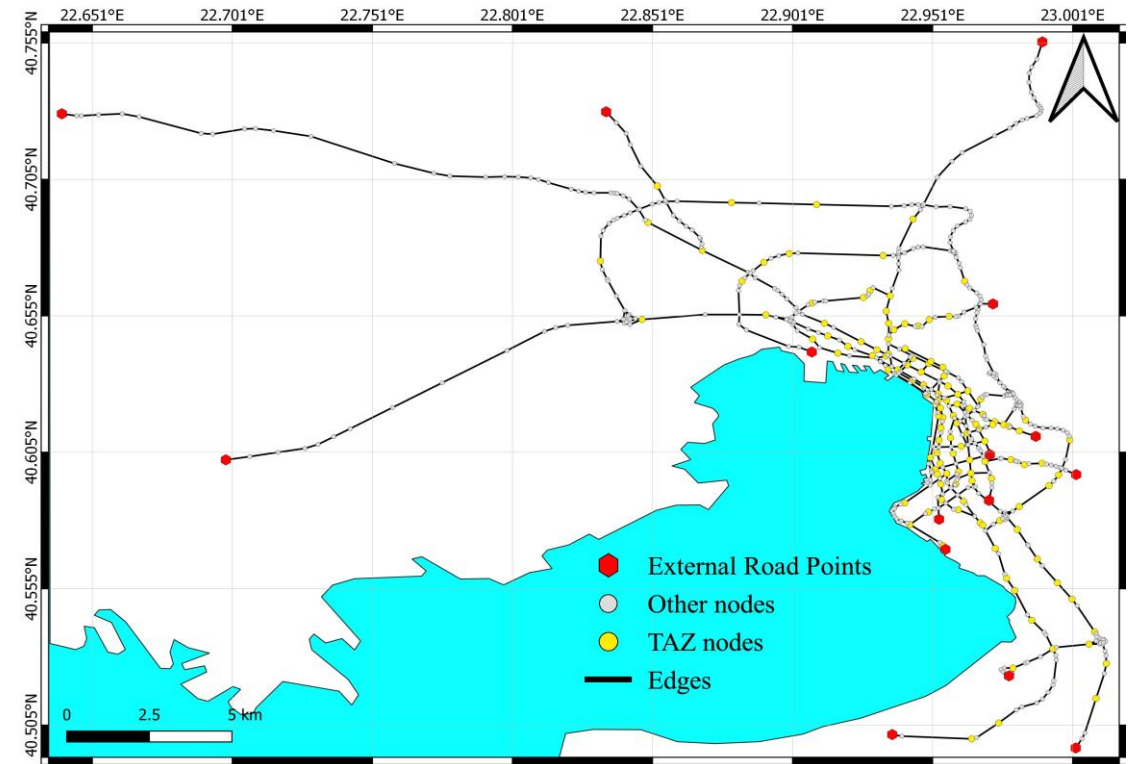 22.651°E 22.701°E 22.751°E 22.801°E 22.851°E 22.901°E 22.951°E 23.001°E
40.755°N
40.705°N
40.655°N
40.605°N
40.555°N
40.505°N
External Road Points
Other nodes
TAZ nodes
Edges
0 2.5 5 km